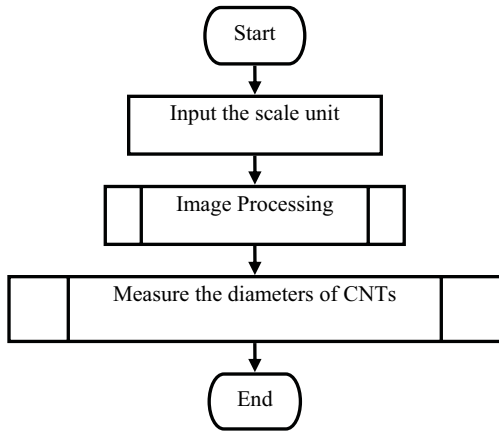 Start
Input the scale unit
Image Processing
Measure the diameters of CNTs
End